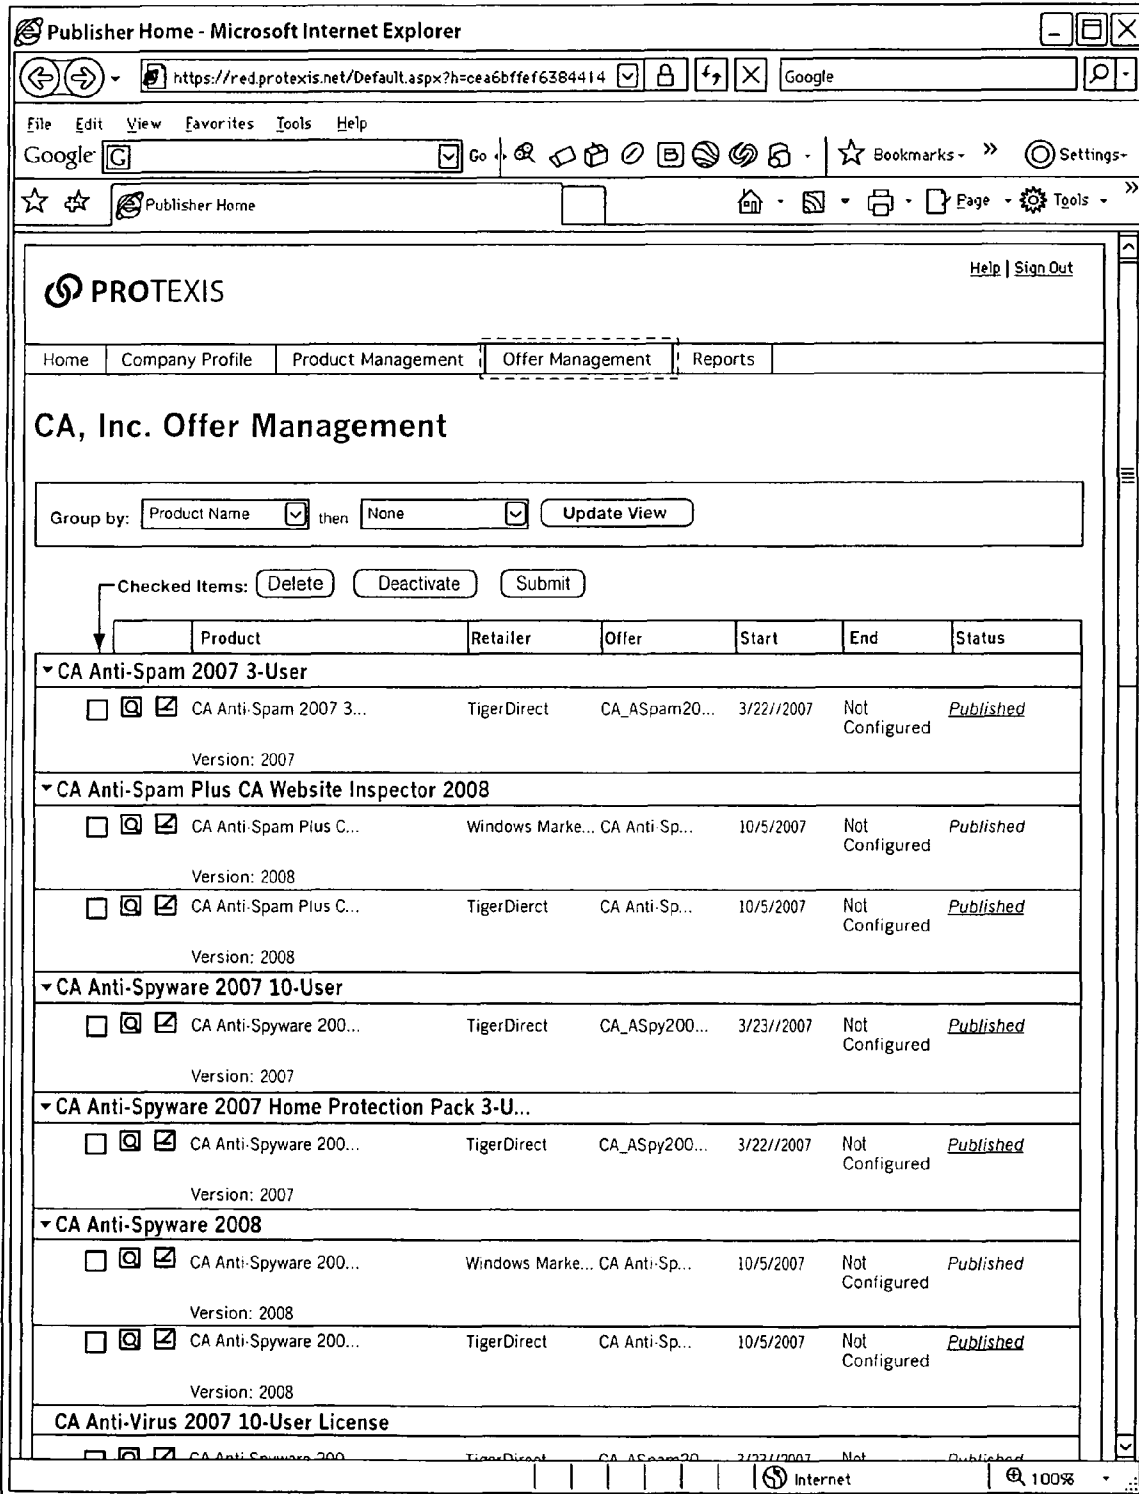 Publisher Home - Microsoft Internet Explorer
https://red.protexis.net/Default.aspx?h=cea6bffef6384414 Google
File Edit View Favorites Tools Help
Google G Go Bookmarks Settings
Publisher Home Page Tools
Help | Sign Out
PROTEXIS
Home Company Profile Product Management Offer Management Reports
CA, Inc. Offer Management
Group by: Product Name then None Update View
Checked Items: Delete Deactivate Submit
Product Retailer Offer Start End Status
CA Anti-Spam 2007 3-User
CA Anti-Spam 2007 3... TigerDirect CA_ASpam20... 3/22//2007 Not Configured Published
Version: 2007
CA Anti-Spam Plus CA Website Inspector 2008
CA Anti-Spam Plus C... Windows Marke... CA Anti-Sp... 10/5/2007 Not Configured Published
Version: 2008
CA Anti-Spam Plus C... TigerDierct CA Anti-Sp... 10/5/2007 Not Configured Published
Version: 2008
CA Anti-Spyware 2007 10-User
CA Anti-Spyware 200... TigerDirect CA_ASpy200... 3/23//2007 Not Configured Published
Version: 2007
CA Anti-Spyware 2007 Home Protection Pack 3-U...
CA Anti-Spyware 200... TigerDirect CA_ASpy200... 3/22//2007 Not Configured Published
Version: 2007
CA Anti-Spyware 2008
CA Anti-Spyware 200... Windows Marke... CA Anti-Sp... 10/5/2007 Not Configured Published
Version: 2008
CA Anti-Spyware 200... TigerDirect CA Anti-Sp... 10/5/2007 Not Configured Published
Version: 2008
CA Anti-Virus 2007 10-User License
CA Anti-Spyware 200... TigerDirect CA_ASpam20... 3/23//2007 Not Published
Internet 100%